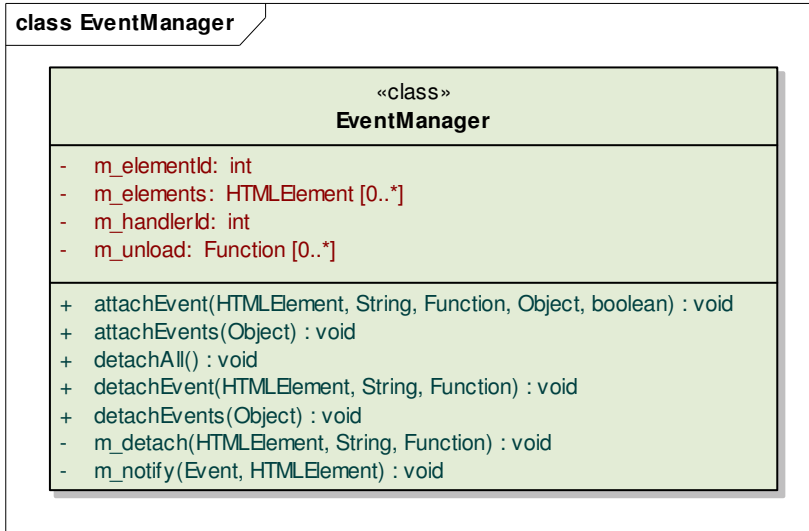 class EventManager
«class»
EventManager
- m_elementId: int
- m_elements: HTMLElement [0..*]
- m_handlerId: int
- m_unload: Function [0..*]
+ attachEvent(HTMLElement, String, Function, Object, boolean) : void
+ attachEvents(Object) : void
+ detachAll() : void
+ detachEvent(HTMLElement, String, Function) : void
+ detachEvents(Object) : void
- m_detach(HTMLElement, String, Function) : void
- m_notify(Event, HTMLElement) : void